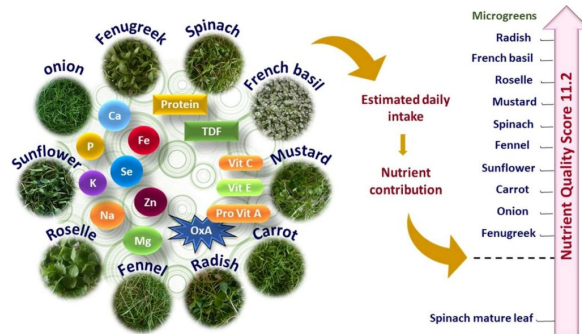 Fenugreek
Spinach
onion
French basil
Ca
Protein
P
Fe
TDF
Sunflower
Se
Vit C
Mustard
K
Vit E
Zn
Na
Pro Vit A
OxA
Roselle
Mg
Carrot
Fennel
Radish
Estimated daily
intake
Nutrient
contribution
Microgreens
Radish
French basil
Roselle
Mustard
Spinach
Fennel
Sunflower
Carrot
Onion
Fenugreek
Spinach mature leaf
Nutrient Quality Score 11.2